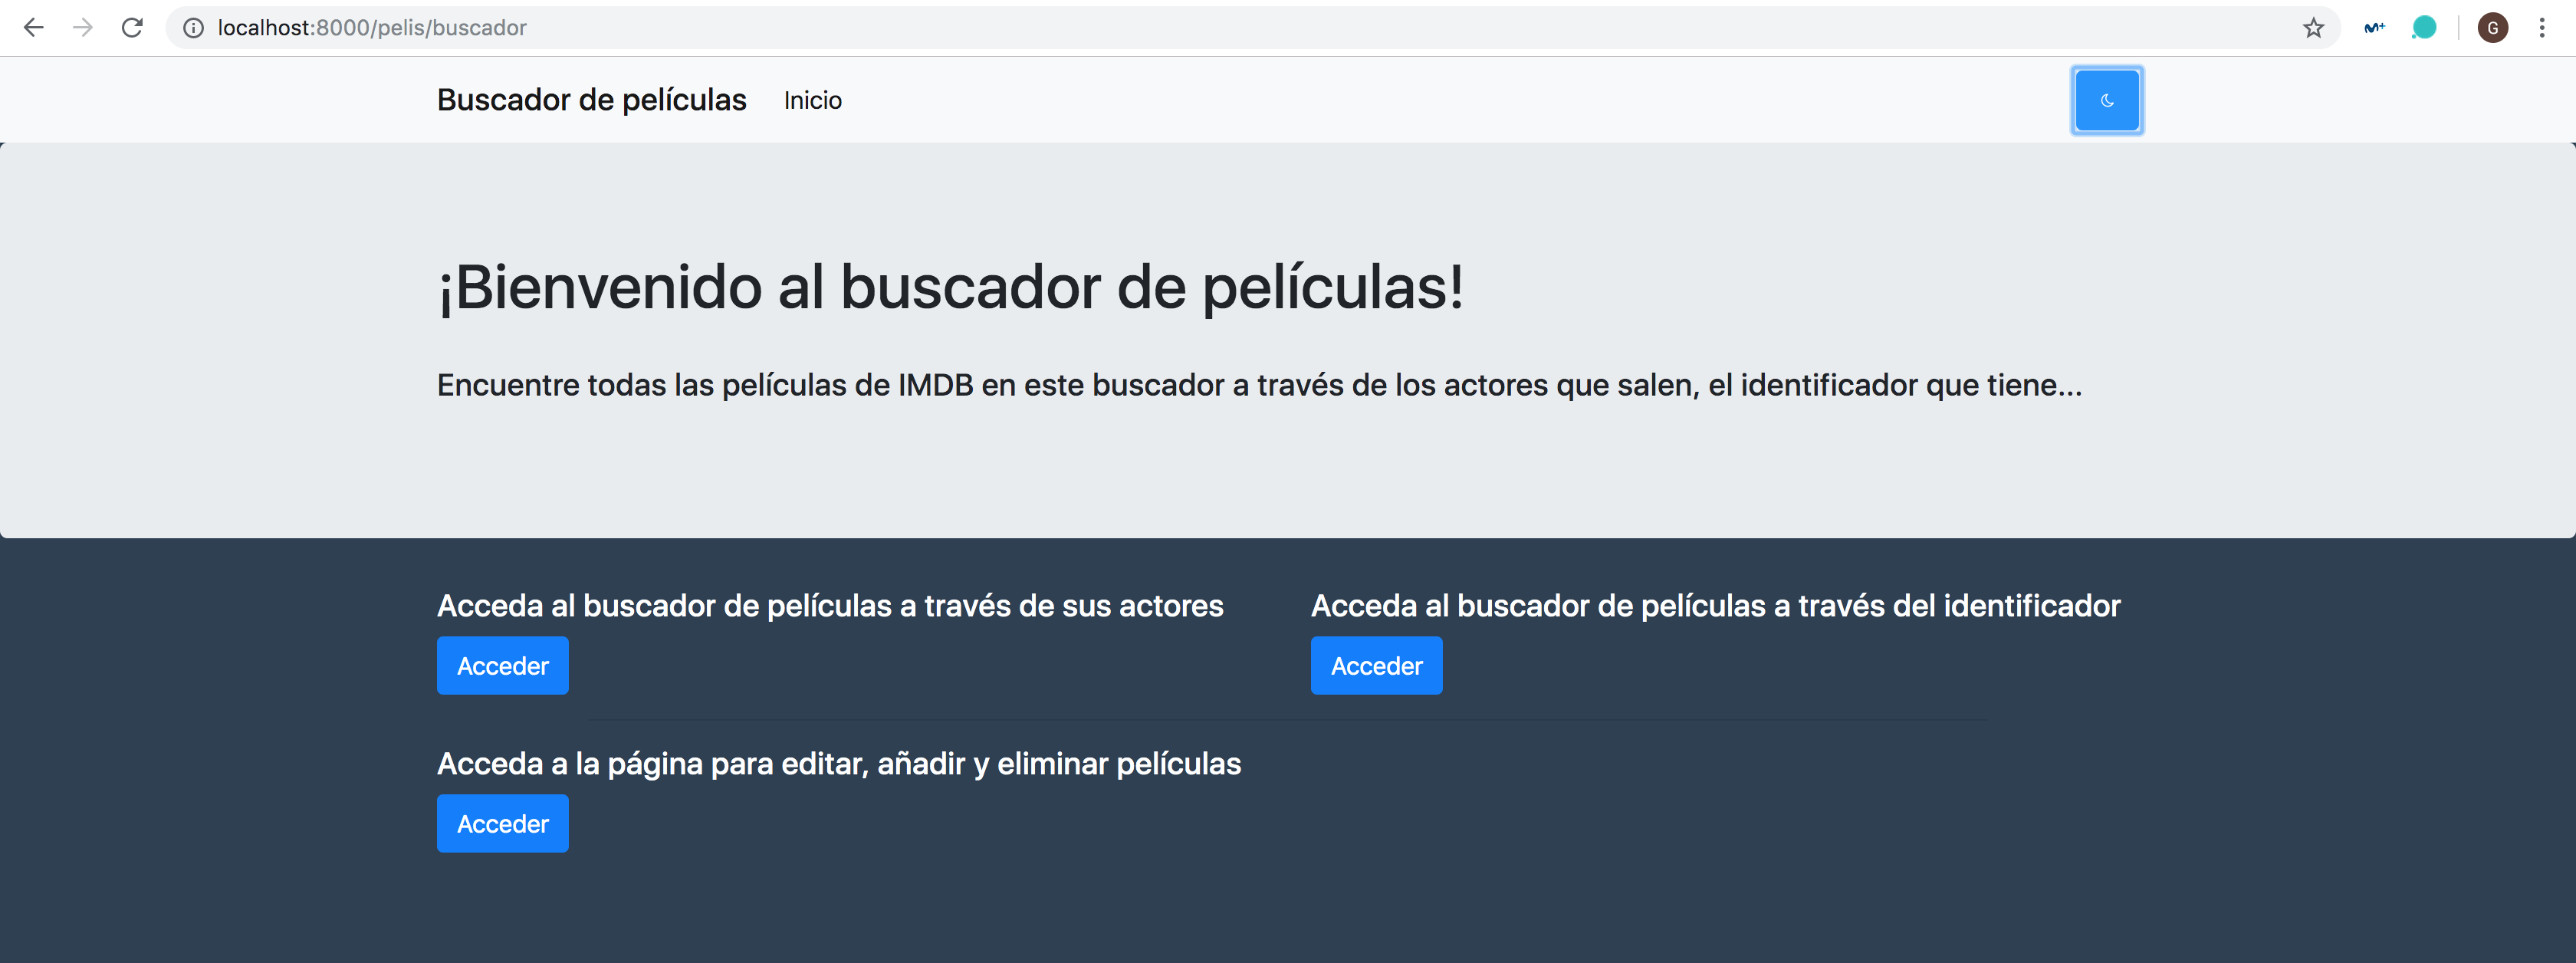 localhost:8000/pelis/buscador
G
Buscador de películas Inicio
¡Bienvenido al buscador de películas!
Encuentre todas las películas de IMDB en este buscador a través de los actores que salen, el identificador que tiene...
Acceda al buscador de películas a través de sus actores
Acceder
Acceda al buscador de películas a través del identificador
Acceder
Acceda a la página para editar, añadir y eliminar películas
Acceder